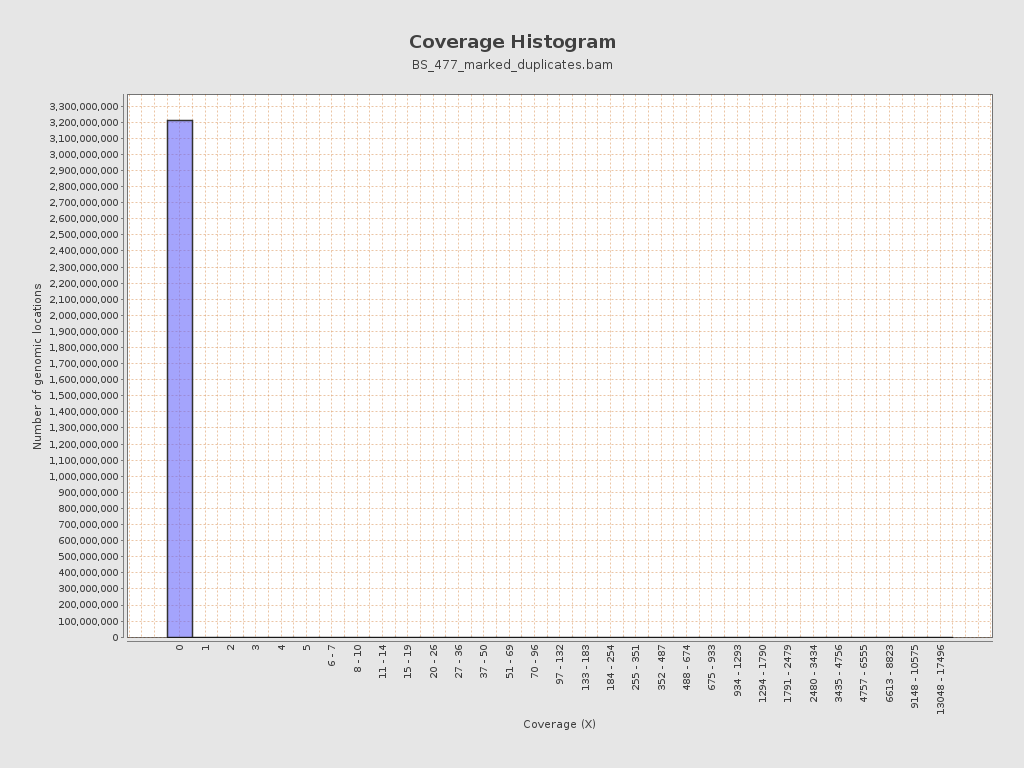 Coverage Histogram
BS_477_marked_duplicates.bam
Number of genomic locations
3,300,000,000
3,200,000,000
3,100,000,000
3,000,000,000
2,900,000,000
2,800,000,000
2,700,000,000
2,600,000,000
2,500,000,000
2,400,000,000
2,300,000,000
2,200,000,000
2,100,000,000
2,000,000,000
1,900,000,000
1,800,000,000
1,700,000,000
1,600,000,000
1,500,000,000
1,400,000,000
1,300,000,000
1,200,000,000
1,100,000,000
1,000,000,000
900,000,000
800,000,000
700,000,000
600,000,000
500,000,000
400,000,000
300,000,000
200,000,000
100,000,000
0
0
1
2
3
4
5
6 - 7
8 - 10
11 - 14
15 - 19
20 - 26
27 - 36
37 - 50
51 - 69
70 - 96
97 - 132
133 - 183
184 - 254
255 - 351
352 - 487
488 - 674
675 - 933
934 - 1293
1294 - 1790
1791 - 2479
2480 - 3434
3435 - 4756
4757 - 6555
6613 - 8823
9148 - 10575
13048 - 17496
Coverage (X)